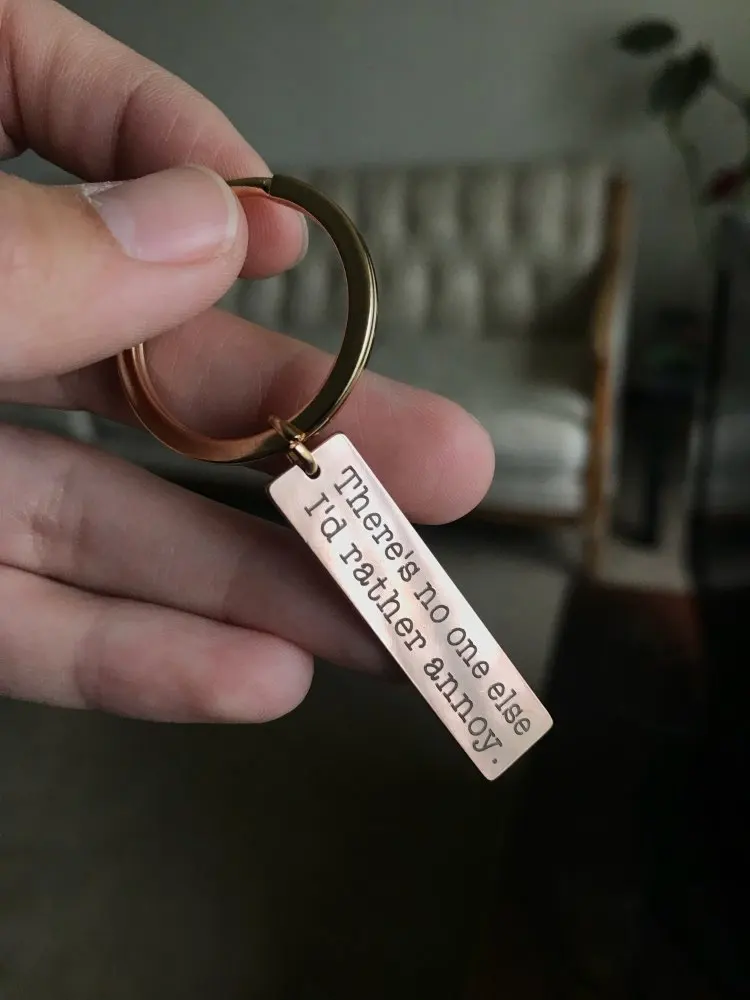 There's no one else
I'd rather annoy.